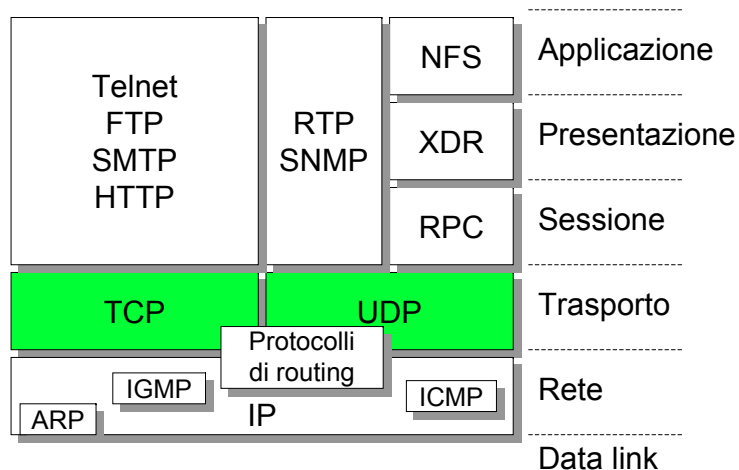 Telnet
FTP
SMTP
HTTP
RTP
SNMP
NFS
Applicazione
XDR
Presentazione
RPC
Sessione
TCP
UDP
Trasporto
Protocolli
di routing
IGMP
ICMP
Rete
ARP
IP
Data link